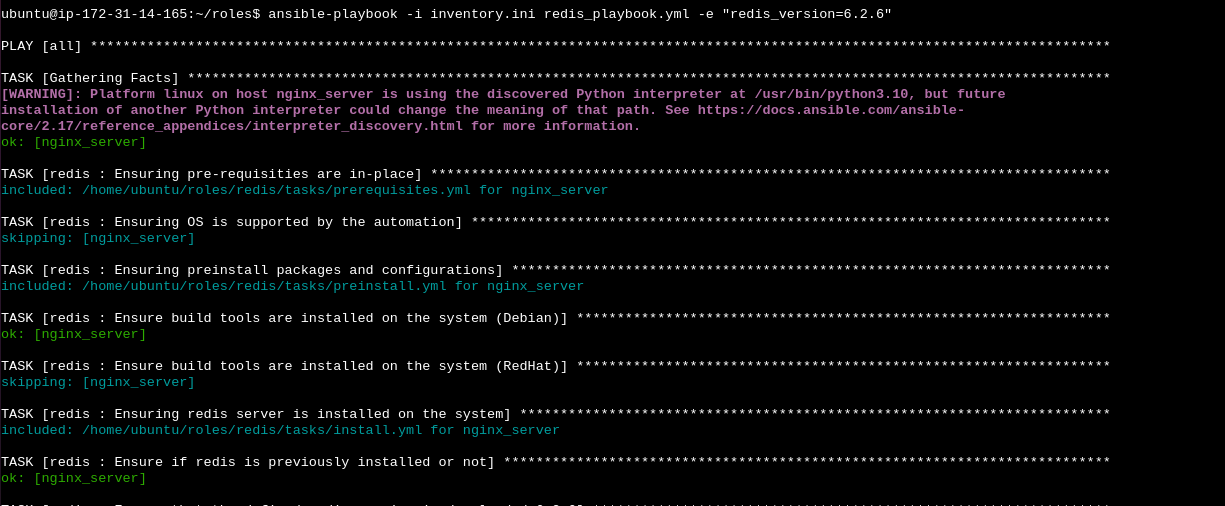 ubuntu@ip-172-31-14-165:~/roles$ ansible-playbook -i inventory.ini redis_playbook.yml -e "redis_version=6.2.6"
PLAY [all] ******************************************************************************************************************************
TASK [Gathering Facts] ******************************************************************************************************************
[WARNING]: Platform linux on host nginx_server is using the discovered Python interpreter at /usr/bin/python3.10, but future
installation of another Python interpreter could change the meaning of that path. See https://docs.ansible.com/ansible-
core/2.17/reference_appendices/interpreter_discovery.html for more information.
ok: [nginx_server]
TASK [redis : Ensuring pre-requisities are in-place] ************************************************************************************
included: /home/ubuntu/roles/redis/tasks/prerequisites.yml for nginx_server
TASK [redis : Ensuring OS is supported by the automation] *******************************************************************************
skipping: [nginx_server]
TASK [redis : Ensuring preinstall packages and configurations] **************************************************************************
included: /home/ubuntu/roles/redis/tasks/preinstall.yml for nginx_server
TASK [redis : Ensure build tools are installed on the system (Debian)] ******************************************************************
ok: [nginx_server]
TASK [redis : Ensure build tools are installed on the system (RedHat)] ******************************************************************
skipping: [nginx_server]
TASK [redis : Ensuring redis server is installed on the system] *************************************************************************
included: /home/ubuntu/roles/redis/tasks/install.yml for nginx_server
TASK [redis : Ensure if redis is previously installed or not] ***************************************************************************
ok: [nginx_server]